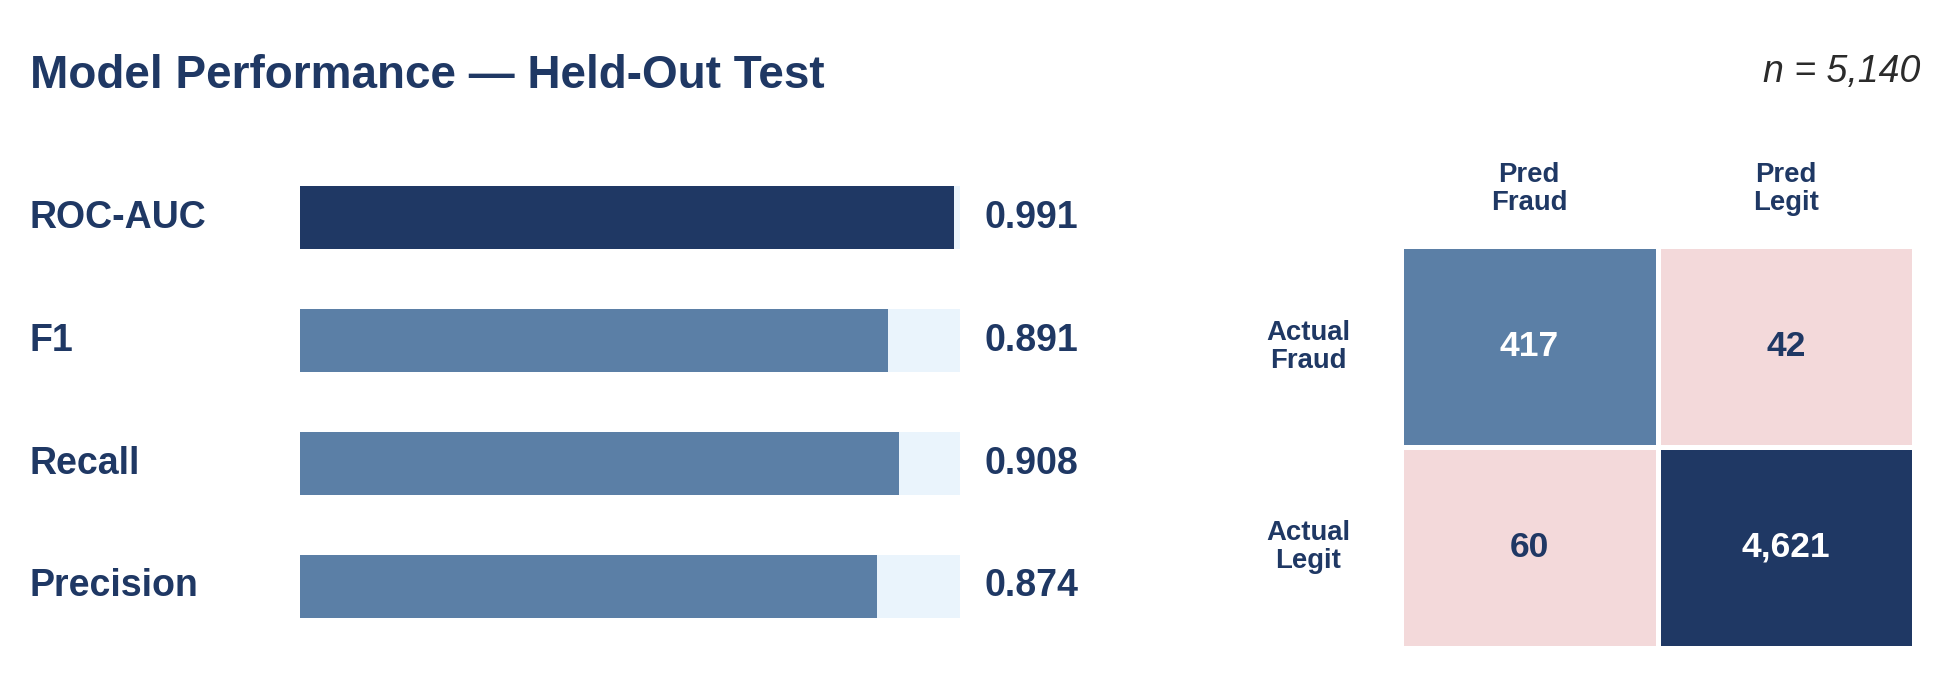 Model Performance — Held-Out Test
n = 5,140
ROC-AUC
0.991
F1
0.891
Recall
0.908
Precision
0.874
Pred
Fraud
Pred
Legit
Actual
Fraud
417
42
Actual
Legit
60
4,621